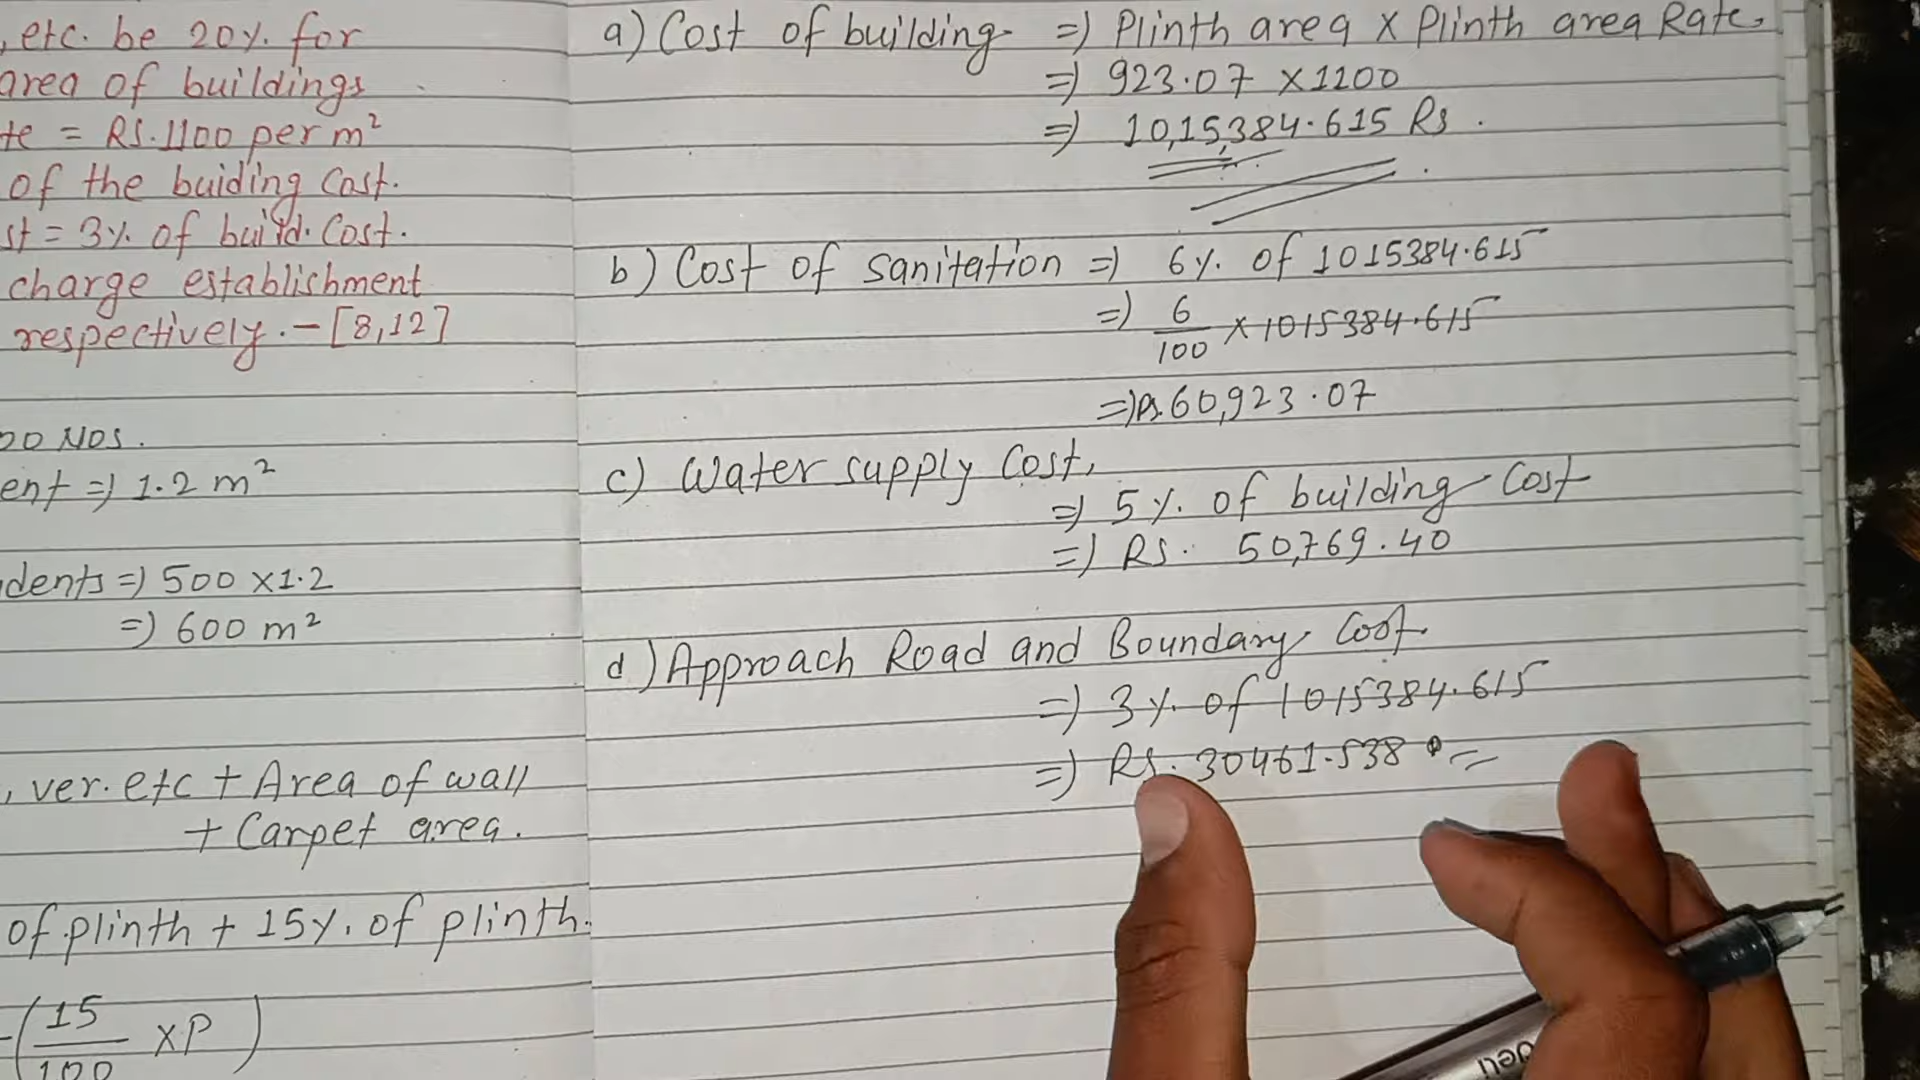 , etc. be 20%. for
area of buildings
te = RS.1100 per m²
of the buiding Cost.
st = 3%. of build. Cost.
charge establishment
respectively. - [8,12]
00 NOS.
ent => 1.2 m²
dents => 500 x1.2
=> 600 m²
, ver. etc + Area of wall
+ Carpet area.
of plinth + 15%. of plinth.
(15/100 XP)
a) Cost of building => Plinth area X Plinth area Rate.
=> 923.07 X1100
=> 10,15,384.615 Rs.
b) Cost of sanitation => 6%. of 1015384.615
=> 6/100 X 1015384.615
=> Rs. 60,923.07
c) Water supply Cost,
=> 5%. of building Cost
=> RS. 50,769.40
d) Approach Road and Boundary Cost.
=> 3%. of 1015384.615
=> Rs. 30461.538
deli